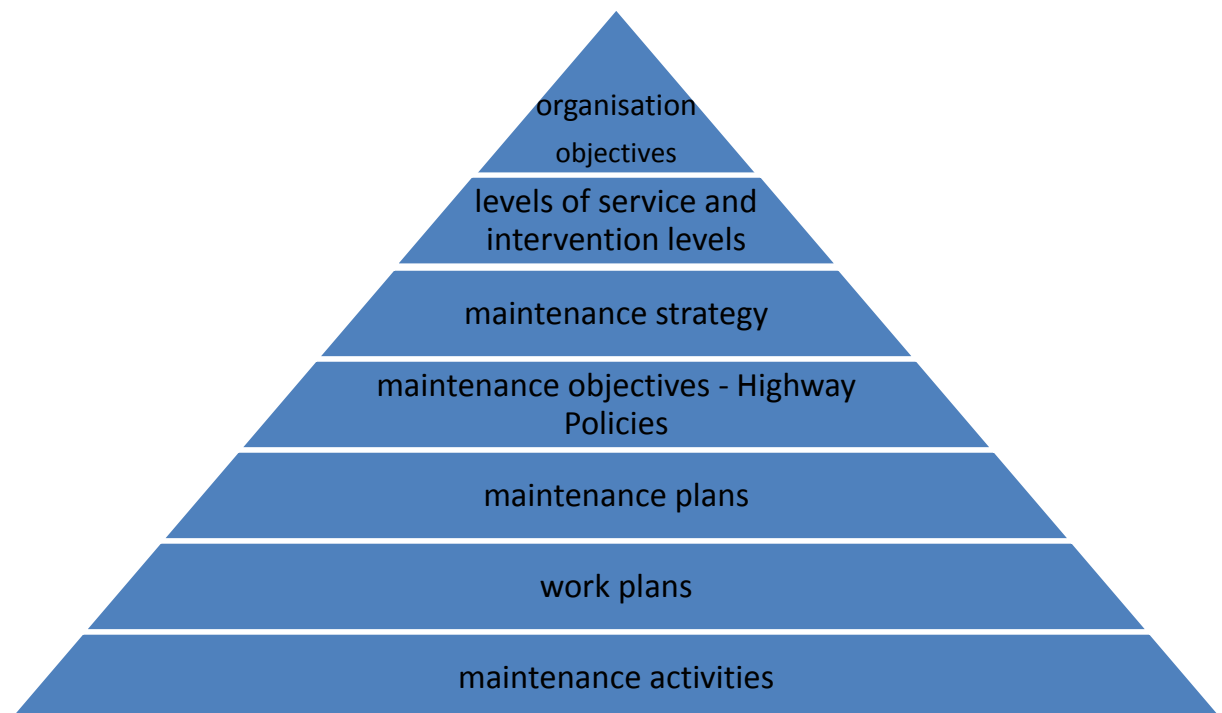 organisation
objectives
levels of service and
intervention levels
maintenance strategy
maintenance objectives - Highway
Policies
maintenance plans
work plans
maintenance activities